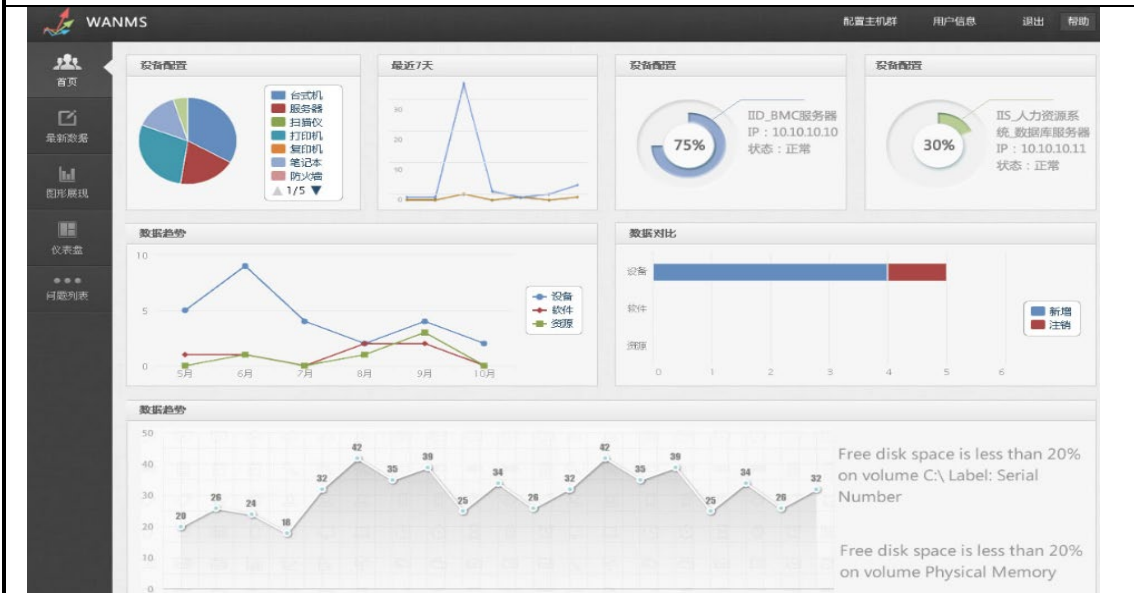 WANMS
配置主机群
用户信息
退出
帮助
首页
最新数据
图形展现
仪表盘
问题列表
设备配置
台式机
服务器
扫描仪
打印机
复印机
笔记本
防火墙
1/5
最近7天
30
20
10
0
设备配置
75%
IID_BMC服务器
IP：10.10.10.10
状态：正常
设备配置
30%
IIS_人力资源系
统_数据库服务器
IP：10.10.10.11
状态：正常
数据趋势
10
5
0
5月 6月 7月 8月 9月 10月
设备
软件
资源
数据对比
设备
软件
资源
0 1 2 3 4 5 6
新增
注销
数据趋势
50
40
30
20
10
0
20 26 24 18 32 42 35 39 25 34 26 32 42 35 39 25 34 26 32
Free disk space is less than 20%
on volume C:\ Label: Serial
Number
Free disk space is less than 20%
on volume Physical Memory